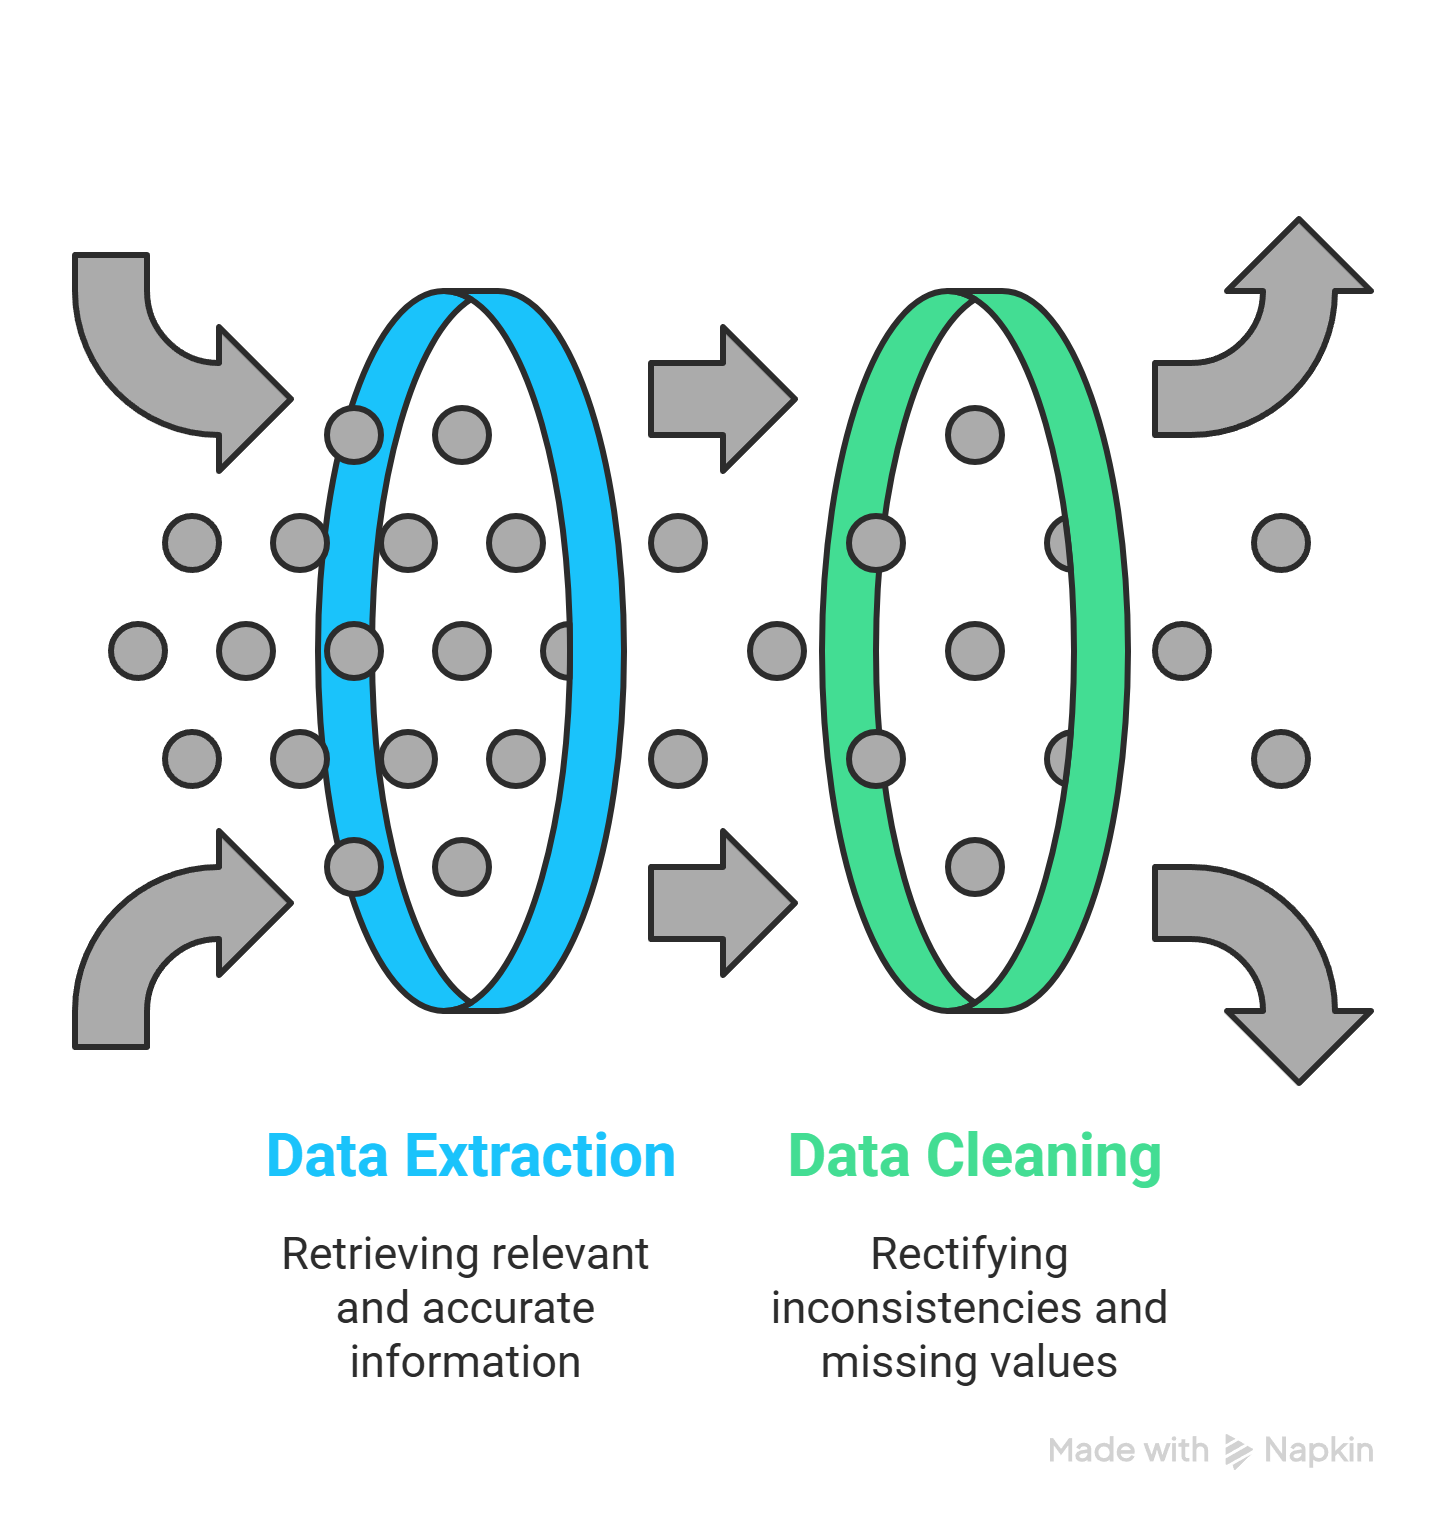 Data Extraction
Retrieving relevant
and accurate
information
Data Cleaning
Rectifying
inconsistencies and
missing values
Made with Napkin